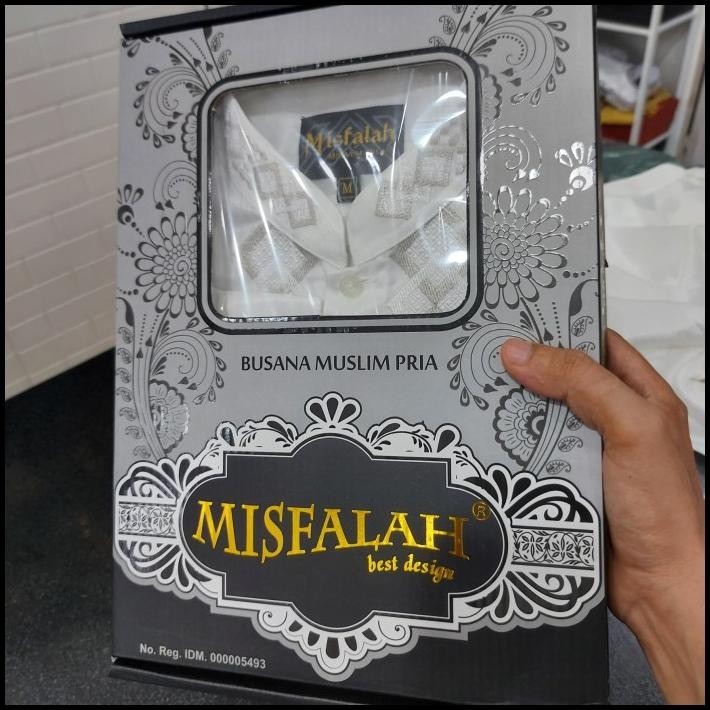 Misfalah
M
BUSANA MUSLIM PRIA
MISFALAH ®
best design
No. Reg. IDM. 000005493